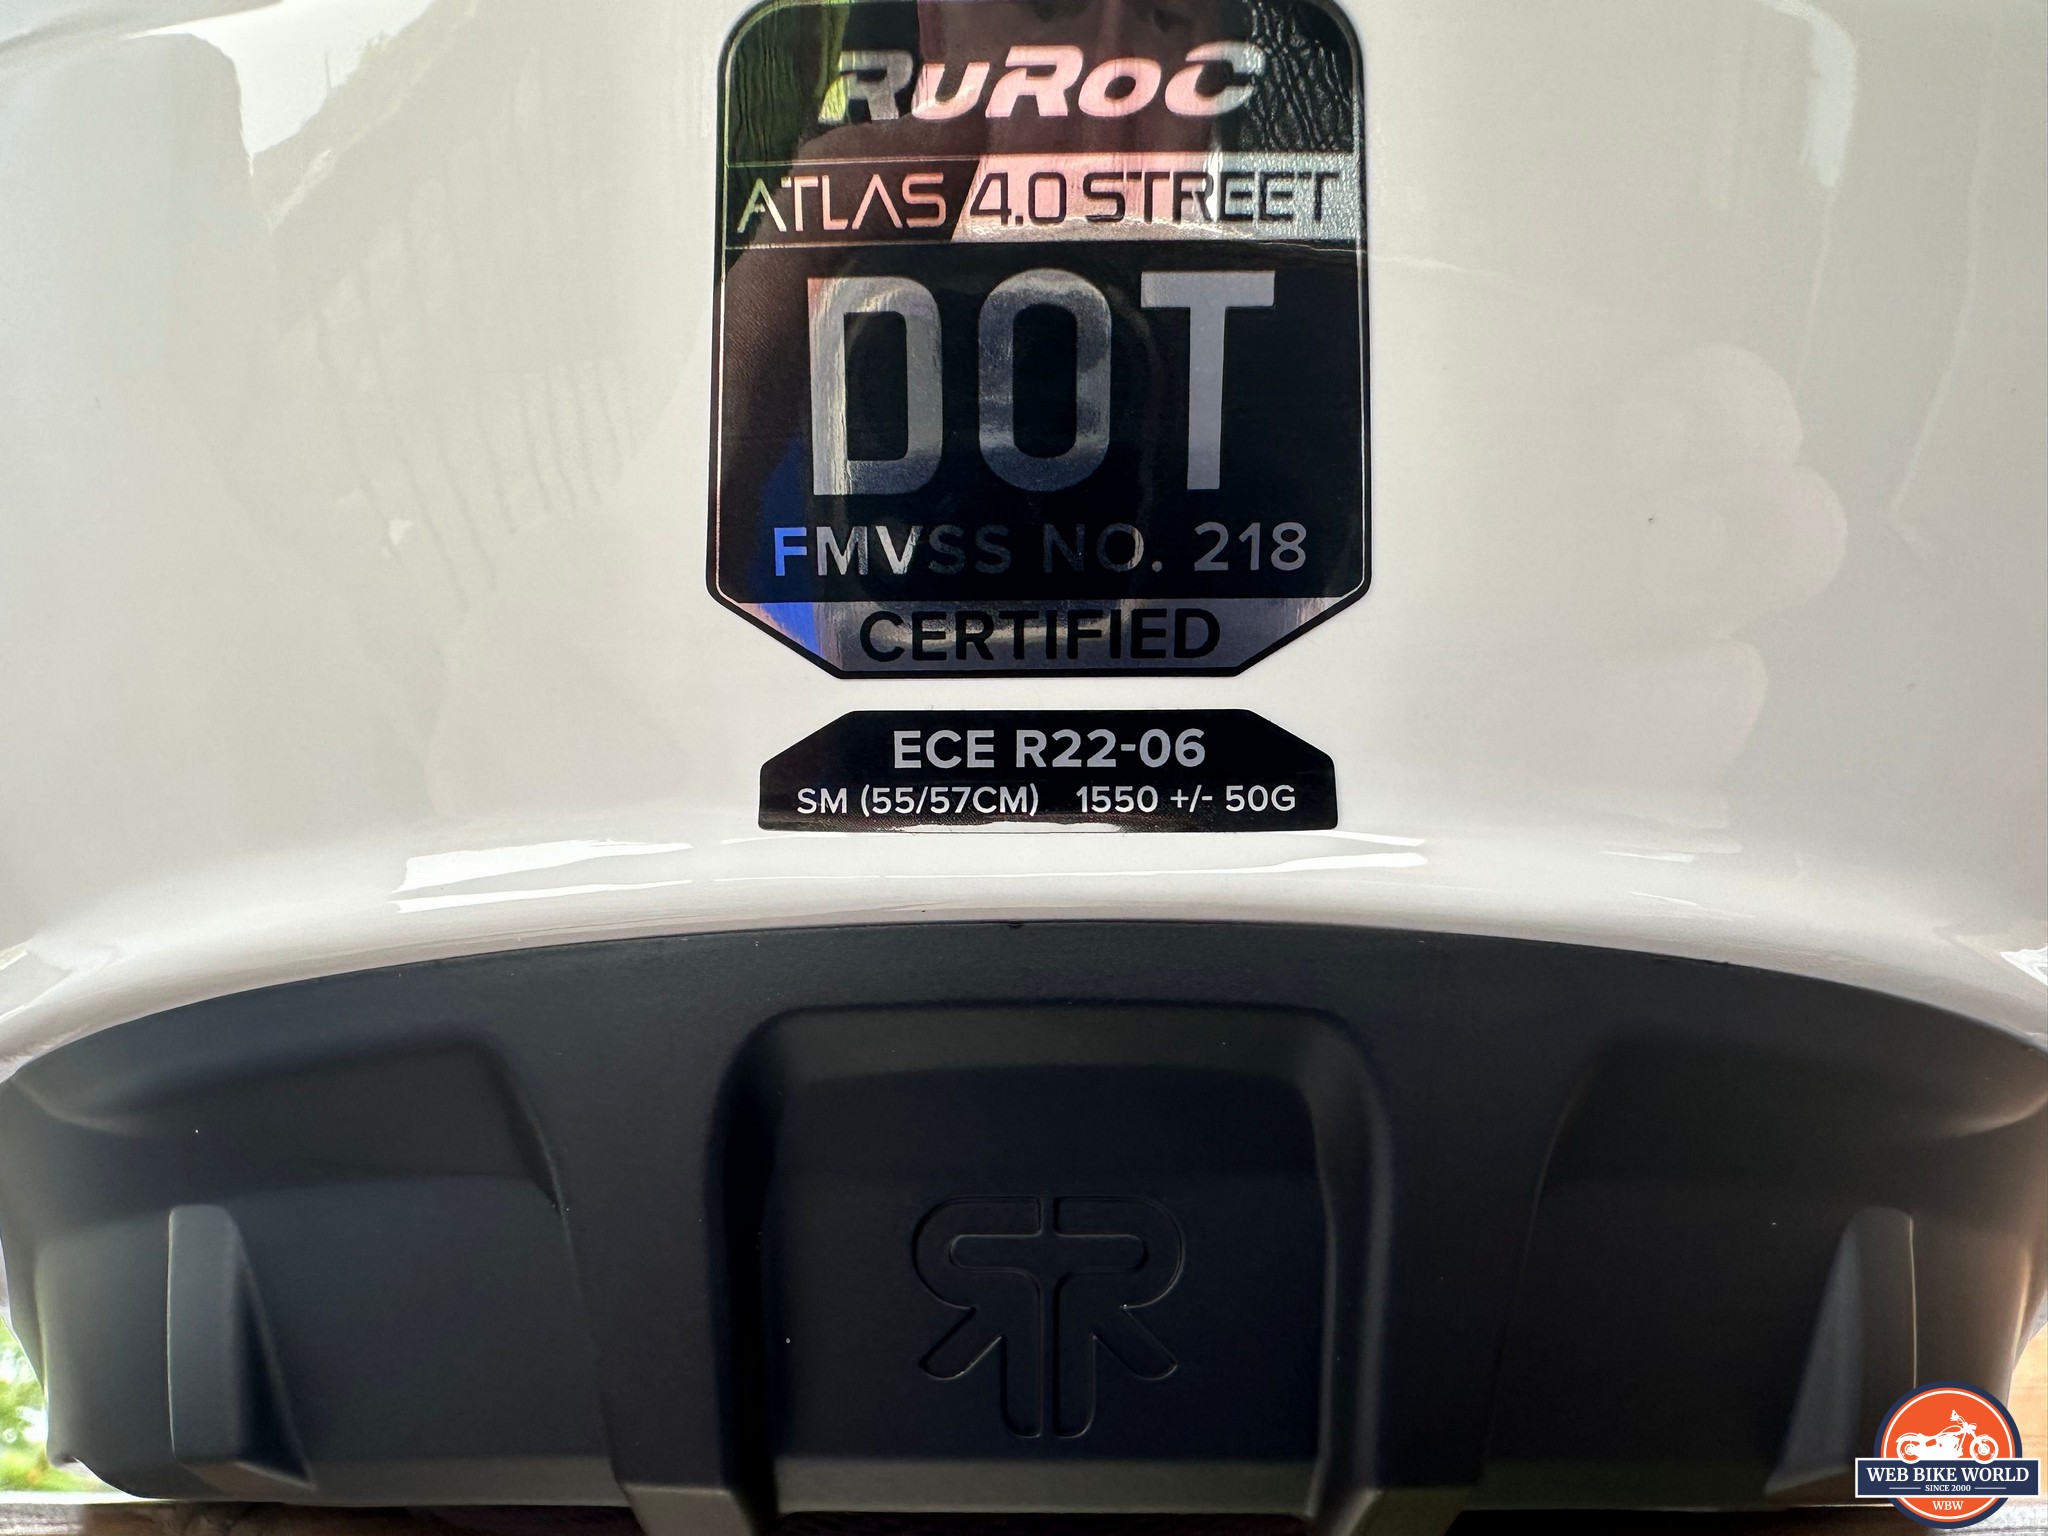 RuRoC
ATLAS 4.0 STREET
DOT
FMVSS NO. 218
CERTIFIED
ECE R22-06
SM (55/57CM) 1550 +/- 50G
WEB BIKE WORLD
SINCE 2000
WBW